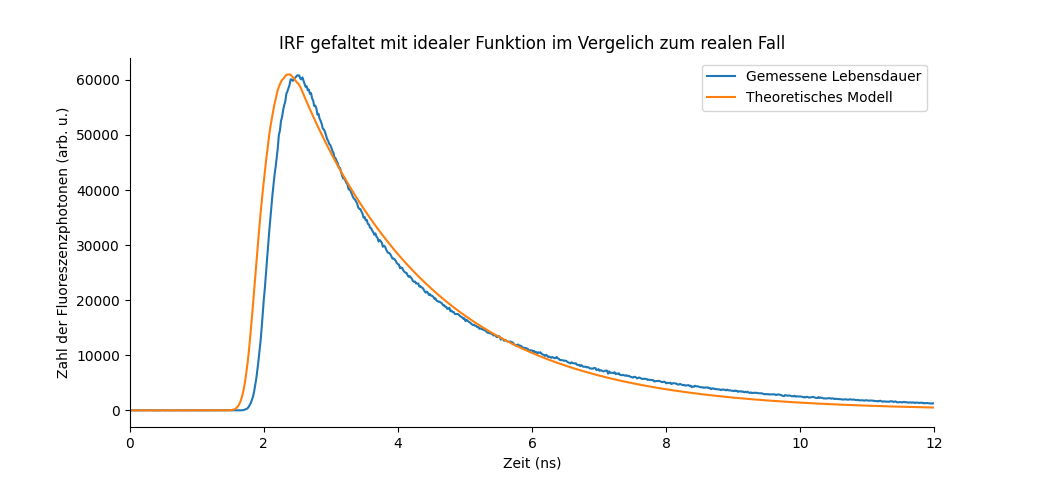 IRF gefaltet mit idealer Funktion im Vergelich zum realen Fall
Gemessene Lebensdauer
Theoretisches Modell
Zahl der Fluoreszenzphotonen (arb. u.)
60000
50000
40000
30000
20000
10000
0
0 2 4 6 8 10 12
Zeit (ns)